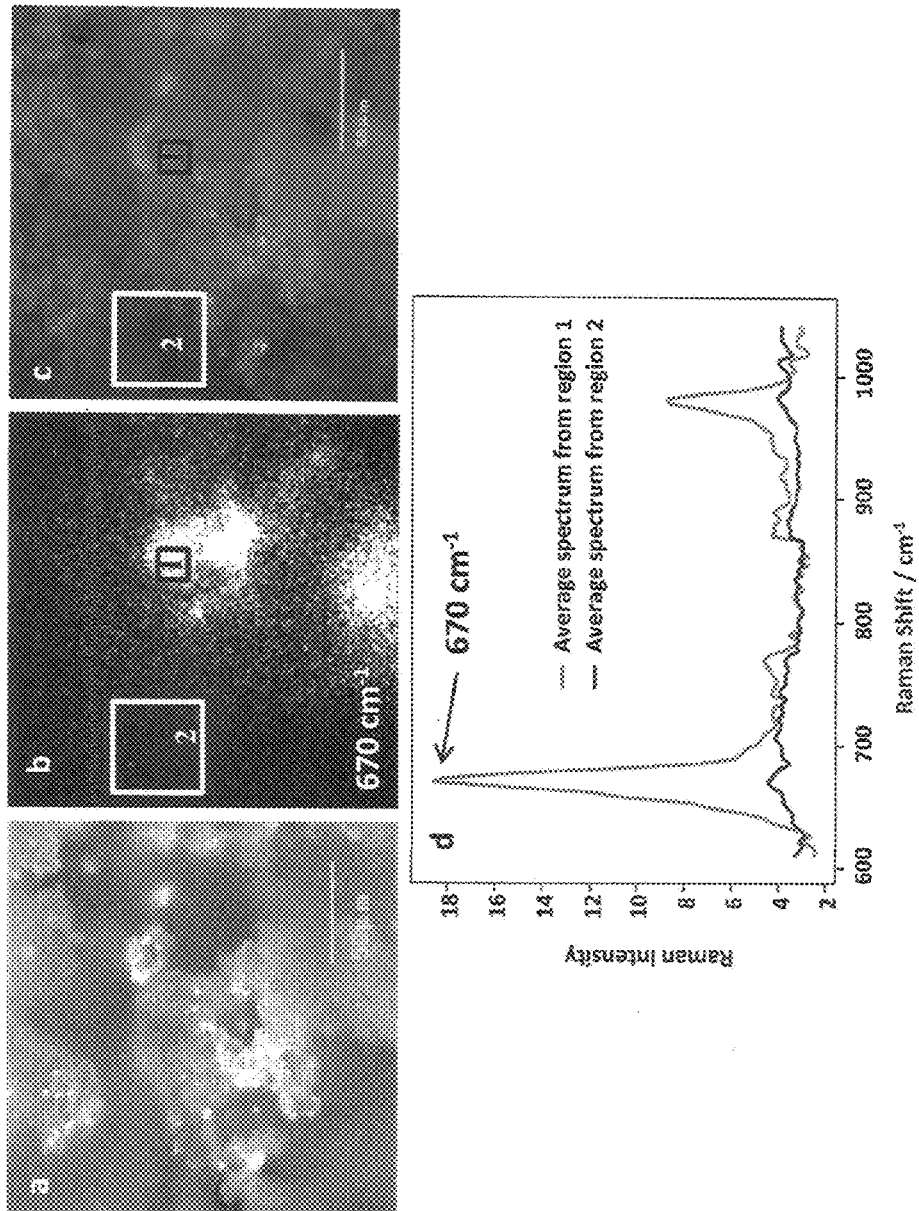 a
b
2
1
670 cm-1
c
2
1
d
670 cm-1
Average spectrum from region 1
Average spectrum from region 2
Raman Intensity
18
16
14
12
10
8
6
4
2
600
700
800
900
1000
Raman Shift / cm-1